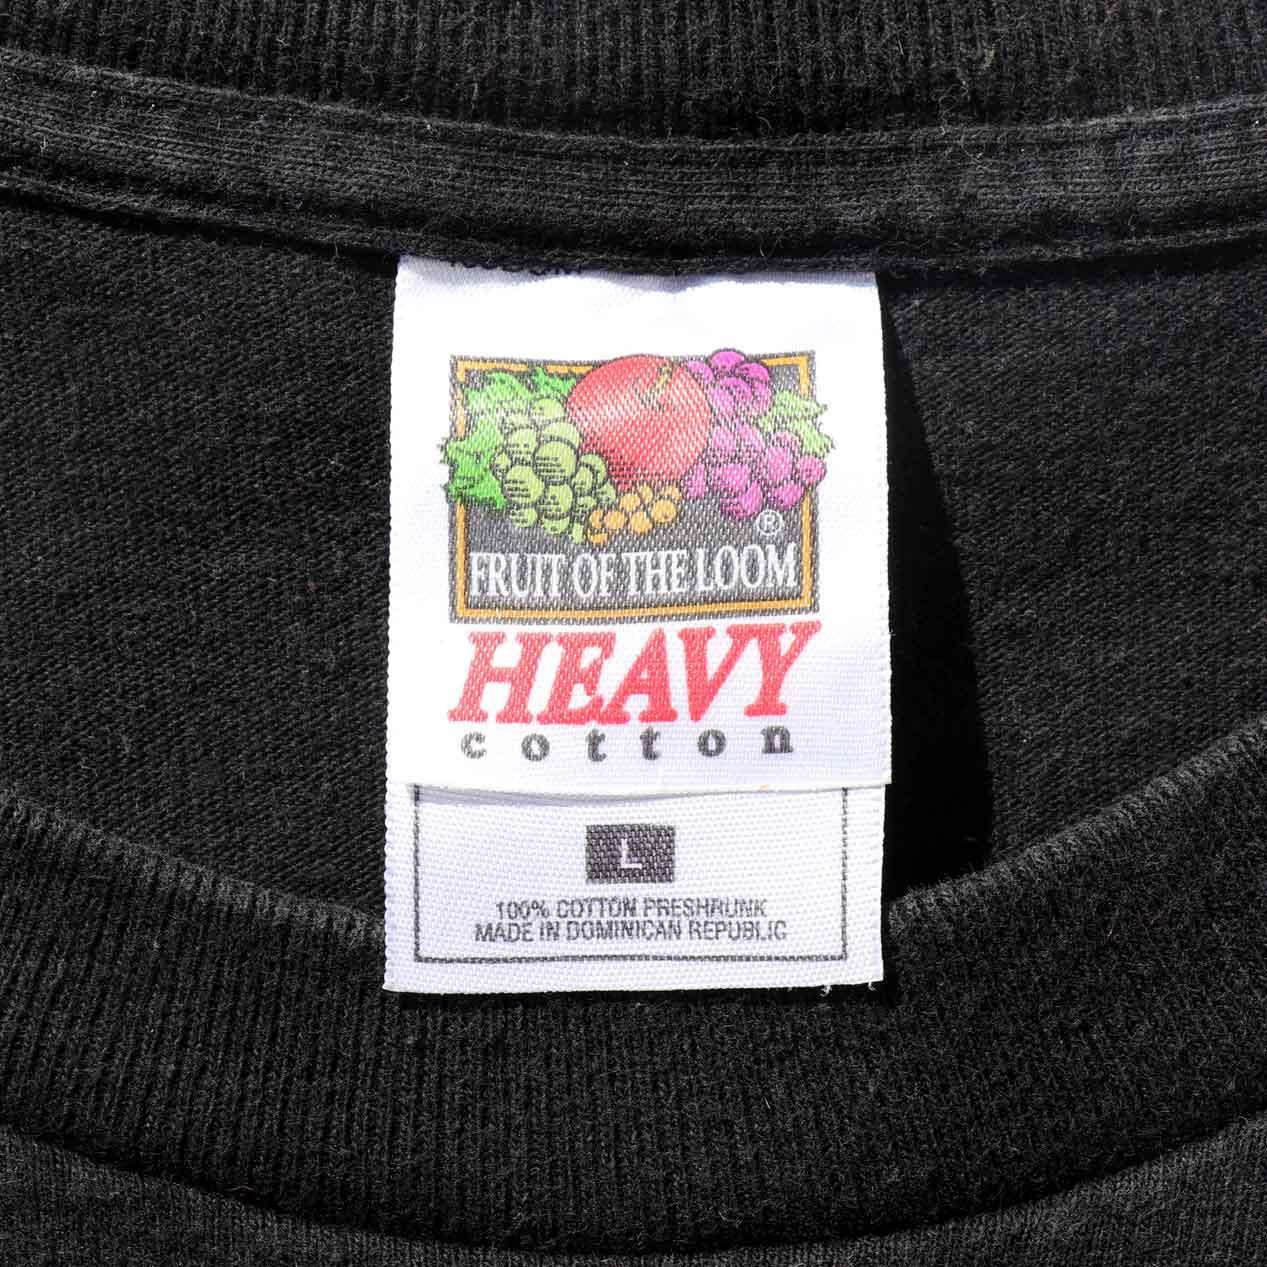 ®
FRUIT OF THE LOOM
HEAVY
cotton
L
100% COTTON PRESHRUNK
MADE IN DOMINICAN REPUBLIC